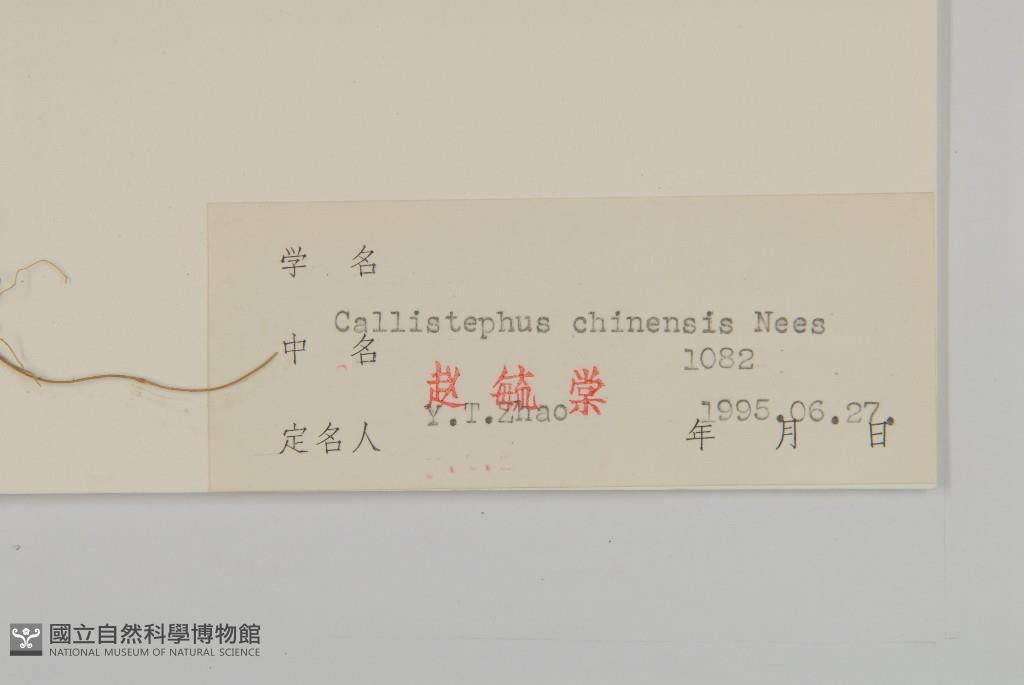 学 名
Callistephus chinensis Nees
中 名
1082
赵 毓 棠
Y.T.Zhao 1995.06.27.
定名人 年 月 日
國立自然科學博物館
NATIONAL MUSEUM OF NATURAL SCIENCE